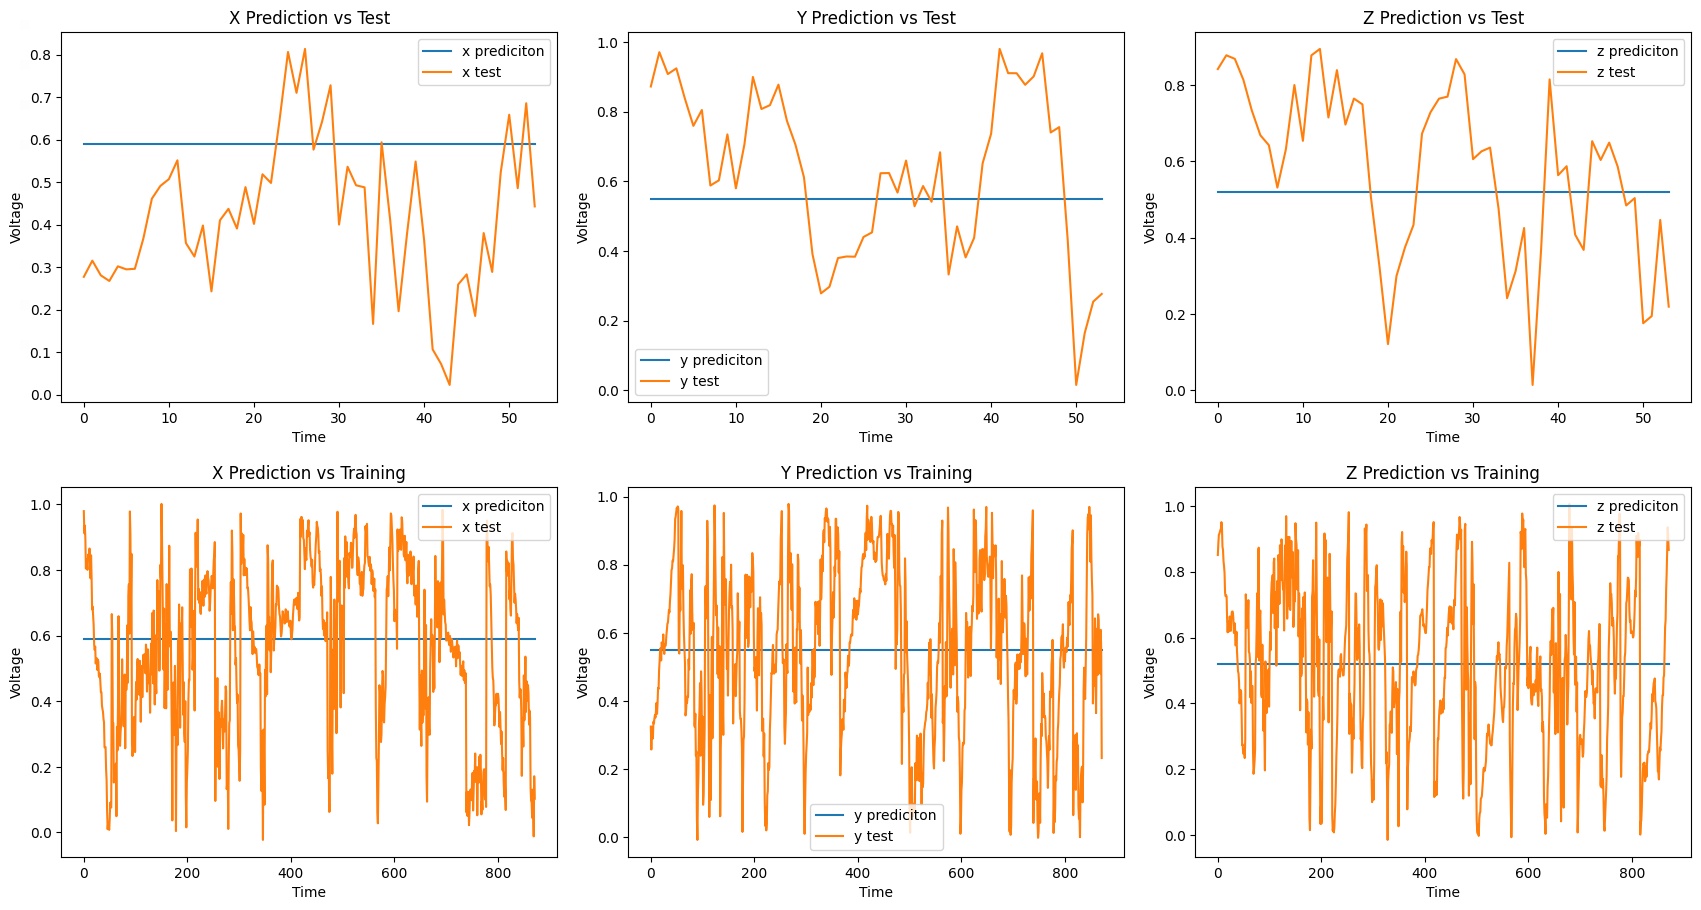 X Prediction vs Test
Y Prediction vs Test
Z Prediction vs Test
x prediciton
x test
y prediciton
y test
z prediciton
z test
Voltage
0.8
0.7
0.6
0.5
0.4
0.3
0.2
0.1
0.0
0 10 20 30 40 50
Time
Voltage
1.0
0.8
0.6
0.4
0.2
0.0
0 10 20 30 40 50
Time
Voltage
0.8
0.6
0.4
0.2
0.0
0 10 20 30 40 50
Time
X Prediction vs Training
Y Prediction vs Training
Z Prediction vs Training
x prediciton
x test
y prediciton
y test
z prediciton
z test
Voltage
1.0
0.8
0.6
0.4
0.2
0.0
0 200 400 600 800
Time
Voltage
1.0
0.8
0.6
0.4
0.2
0.0
0 200 400 600 800
Time
Voltage
1.0
0.8
0.6
0.4
0.2
0.0
0 200 400 600 800
Time